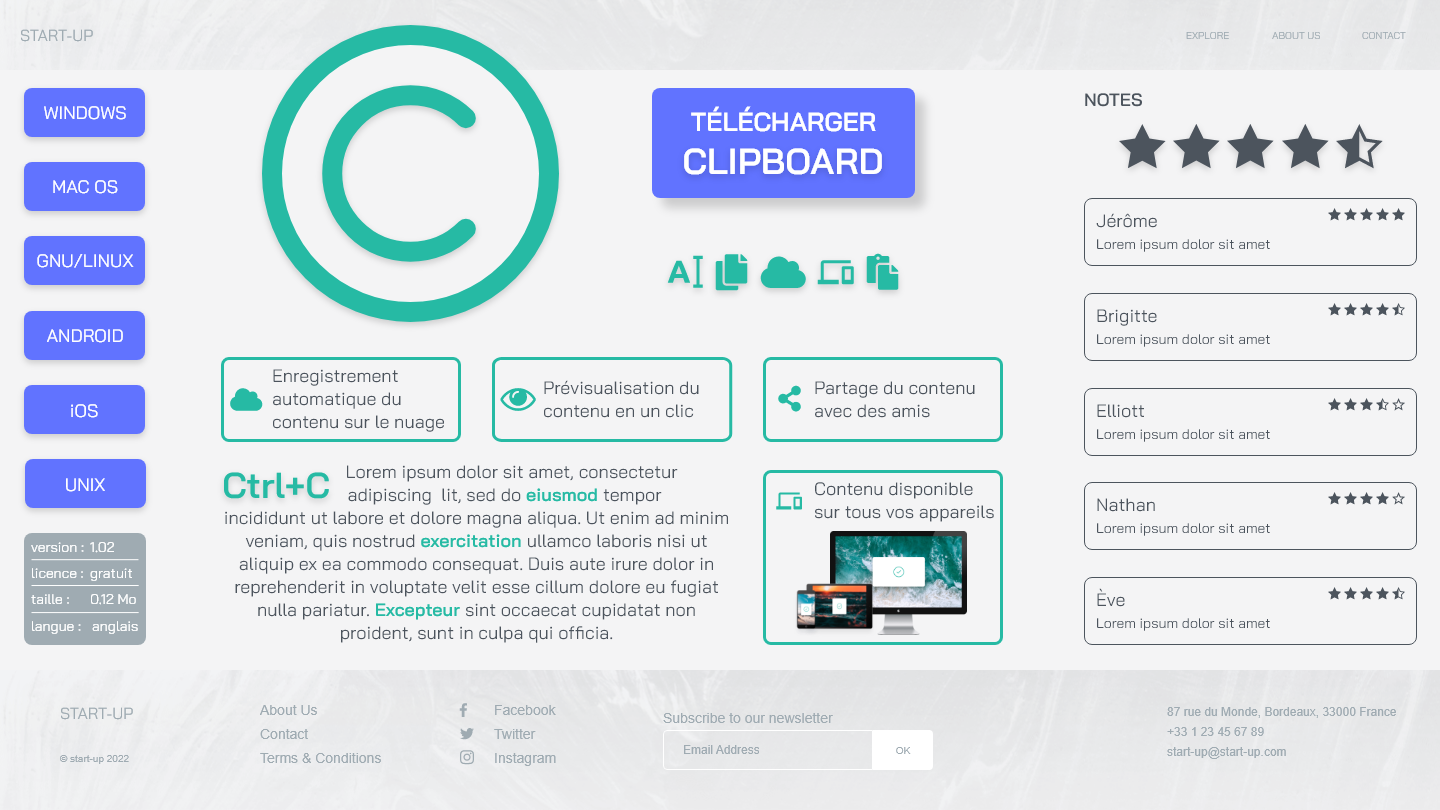 START-UP
EXPLORE
ABOUT US
CONTACT
WINDOWS
MAC OS
GNU/LINUX
ANDROID
iOS
UNIX
version : 1.02
licence : gratuit
taille : 0.12 Mo
langue : anglais
TÉLÉCHARGER
CLIPBOARD
Enregistrement
automatique du
contenu sur le nuage
Prévisualisation du
contenu en un clic
Partage du contenu
avec des amis
Ctrl+C Lorem ipsum dolor sit amet, consectetur
adipiscing lit, sed do eiusmod tempor
incididunt ut labore et dolore magna aliqua. Ut enim ad minim
veniam, quis nostrud exercitation ullamco laboris nisi ut
aliquip ex ea commodo consequat. Duis aute irure dolor in
reprehenderit in voluptate velit esse cillum dolore eu fugiat
nulla pariatur. Excepteur sint occaecat cupidatat non
proident, sunt in culpa qui officia.
Contenu disponible
sur tous vos appareils
NOTES
Jérôme
Lorem ipsum dolor sit amet
Brigitte
Lorem ipsum dolor sit amet
Elliott
Lorem ipsum dolor sit amet
Nathan
Lorem ipsum dolor sit amet
Ève
Lorem ipsum dolor sit amet
START-UP
© start-up 2022
About Us
Contact
Terms & Conditions
Facebook
Twitter
Instagram
Subscribe to our newsletter
Email Address
OK
87 rue du Monde, Bordeaux, 33000 France
+33 1 23 45 67 89
start-up@start-up.com